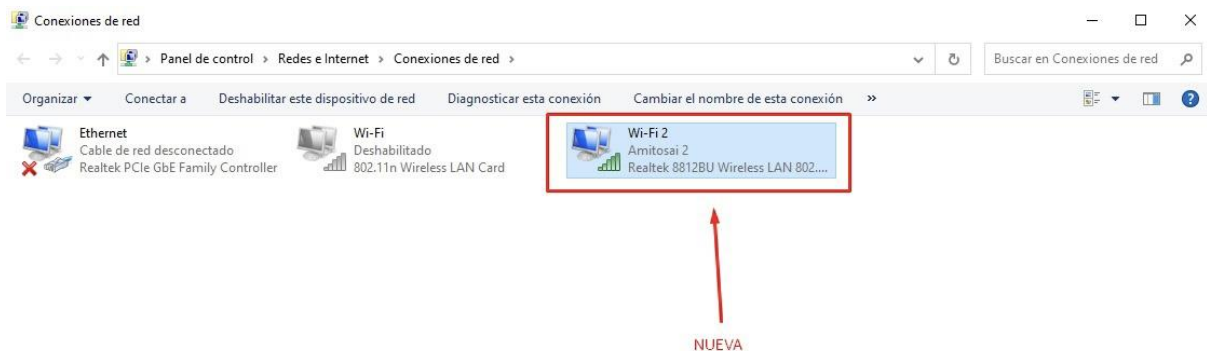 Conexiones de red
Panel de control > Redes e Internet > Conexiones de red >
Buscar en Conexiones de red
Organizar Conectar a Deshabilitar este dispositivo de red Diagnosticar esta conexión Cambiar el nombre de esta conexión »
Ethernet
Cable de red desconectado
Realtek PCIe GbE Family Controller
Wi-Fi
Deshabilitado
802.11n Wireless LAN Card
Wi-Fi 2
Amitosai 2
Realtek 8812BU Wireless LAN 802....
NUEVA